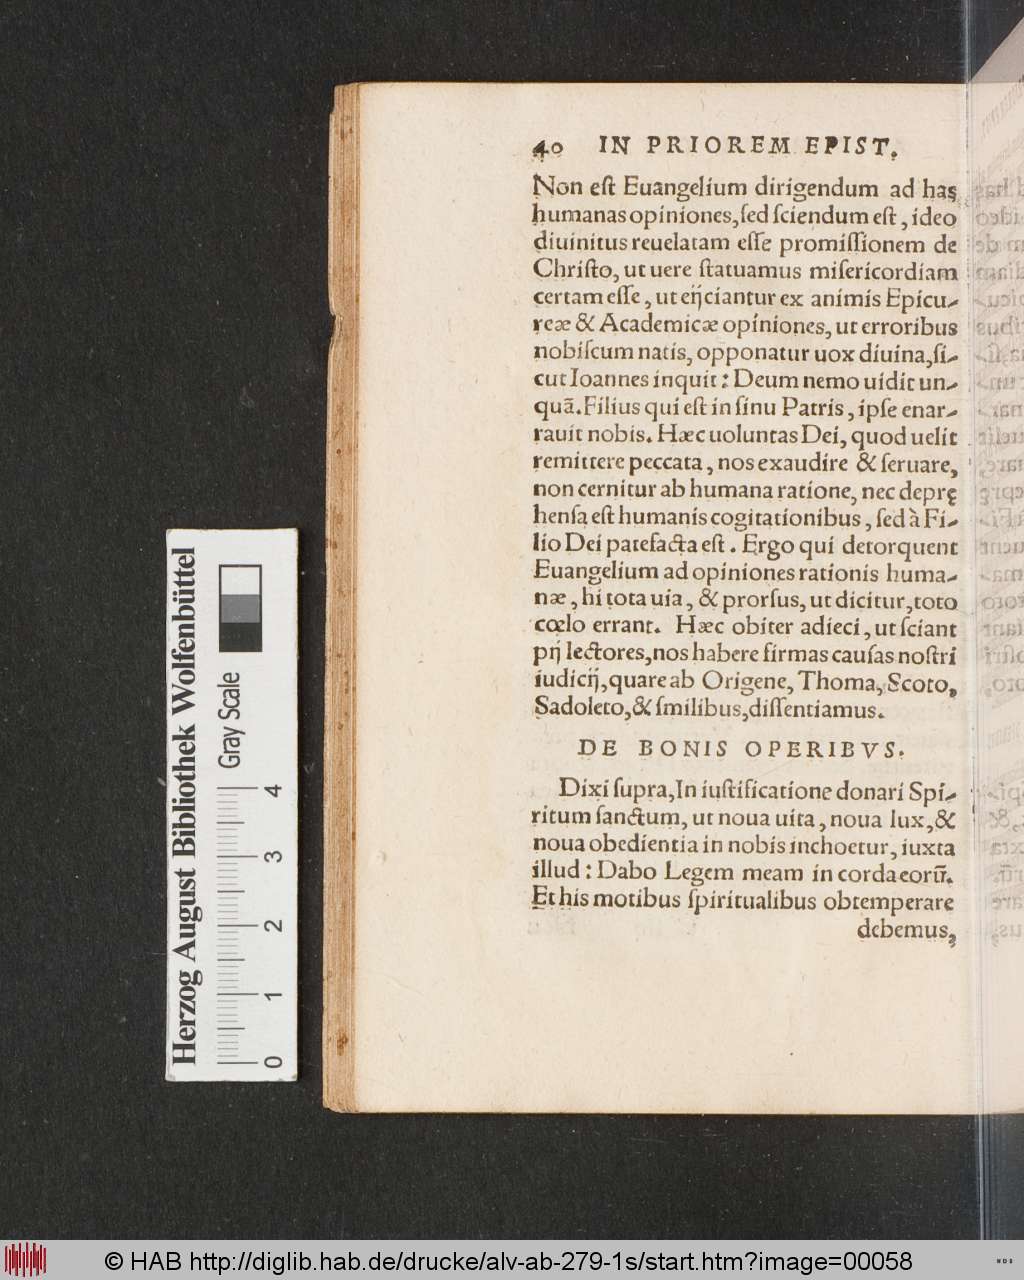 40 IN PRIOREM EPIST.
Non eſt Euangelium dirigendum ad has
humanas opiniones, ſed ſciendum eſt, ideo
diuinitus reuelatam eſſe promiſſionem de
Chriſto, ut uere ſtatuamus miſericordiam
certam eſſe, ut eijciantur ex animis Epicu-
reæ & Academicæ opiniones, ut erroribus
nobiſcum natis, opponatur uox diuina, ſi-
cut Ioannes inquit: Deum nemo uidit un-
quã. Filius qui eſt in ſinu Patris, ipſe enar-
rauit nobis. Hæc uoluntas Dei, quod uelit
remittere peccata, nos exaudire & ſeruare,
non cernitur ab humana ratione, nec deprę
henſa eſt humanis cogitationibus, ſed à Fi-
lio Dei patefacta eſt. Ergo qui detorquent
Euangelium ad opiniones rationis huma-
næ, hi tota uia, & prorſus, ut dicitur, toto
cœlo errant. Hæc obiter adieci, ut ſciant
pij lectores, nos habere firmas cauſas noſtri
iudicij, quare ab Origene, Thoma, Scoto,
Sadoleto, & ſmilibus, diſſentiamus.
DE BONIS OPERIBVS.
Dixi ſupra, In iuſtificatione donari Spi-
ritum ſanctum, ut noua uita, noua lux, &
noua obedientia in nobis inchoetur, iuxta
illud: Dabo Legem meam in corda eorũ.
Et his motibus ſpiritualibus obtemperare
debemus,
Herzog August Bibliothek Wolfenbüttel
Gray Scale
0 1 2 3 4
© HAB http://diglib.hab.de/drucke/alv-ab-279-1s/start.htm?image=00058